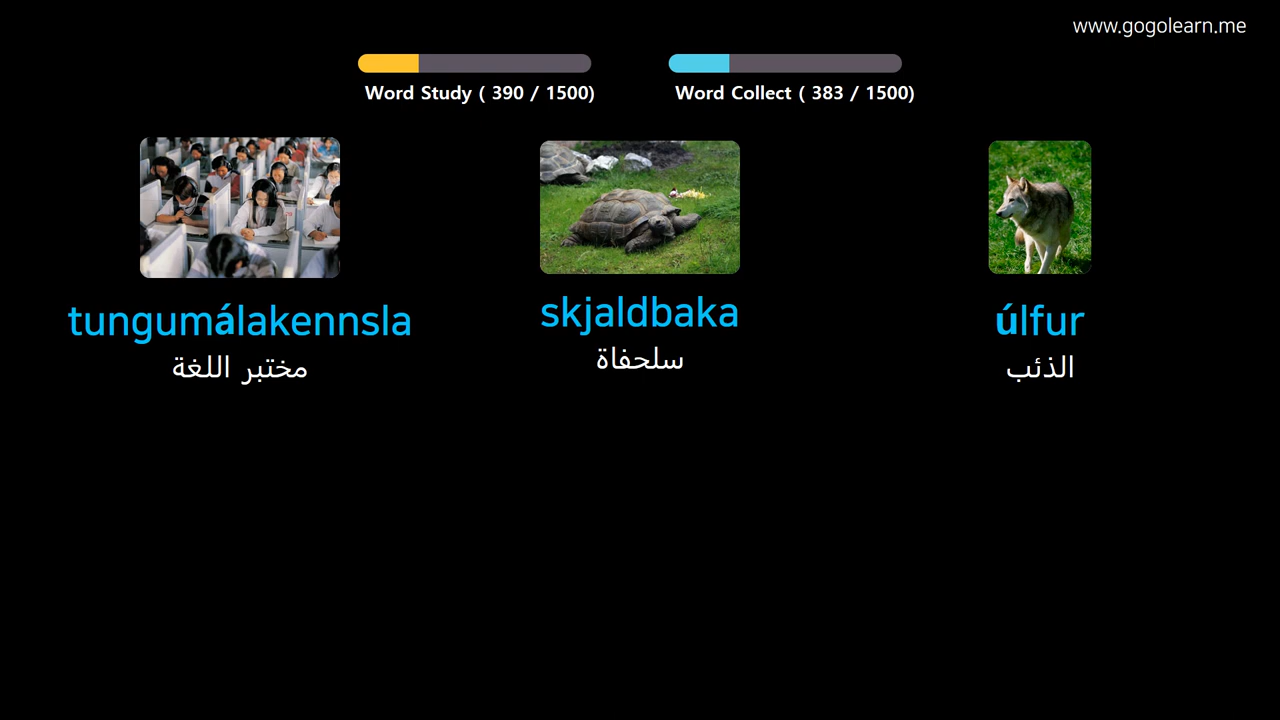 www.gogolearn.me
Word Study ( 390 / 1500)
Word Collect ( 383 / 1500)
tungumálakennsla
مختبر اللغة
skjaldbaka
سلحفاة
úlfur
الذئب